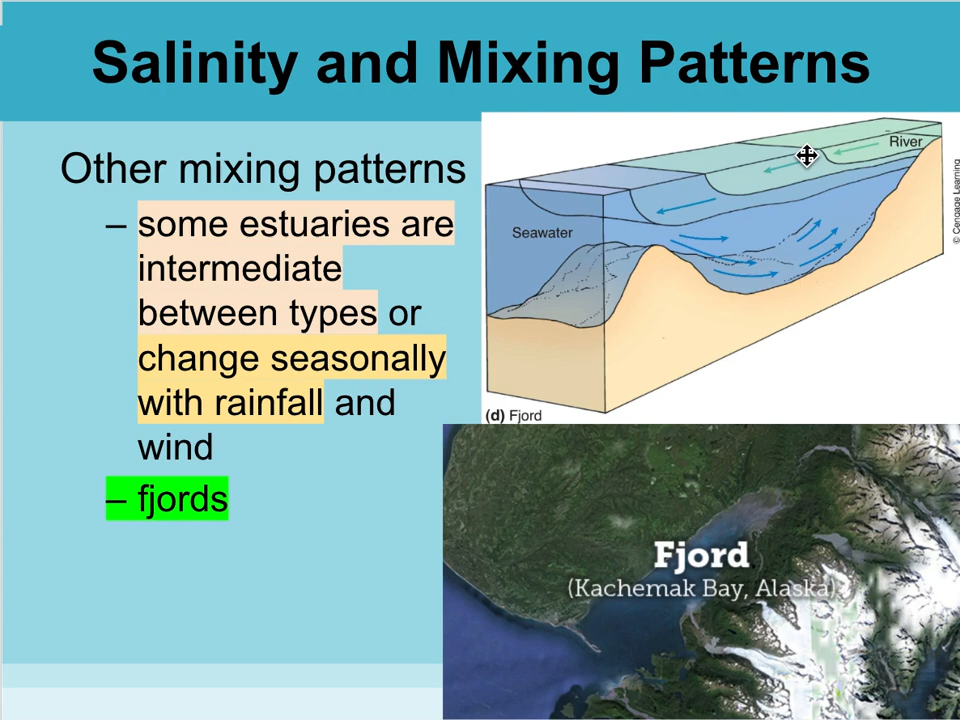 Salinity and Mixing Patterns
Other mixing patterns
– some estuaries are
intermediate
between types or
change seasonally
with rainfall and
wind
– fjords
River
Seawater
© Cengage Learning
(d) Fjord
Fjord
(Kachemak Bay, Alaska)